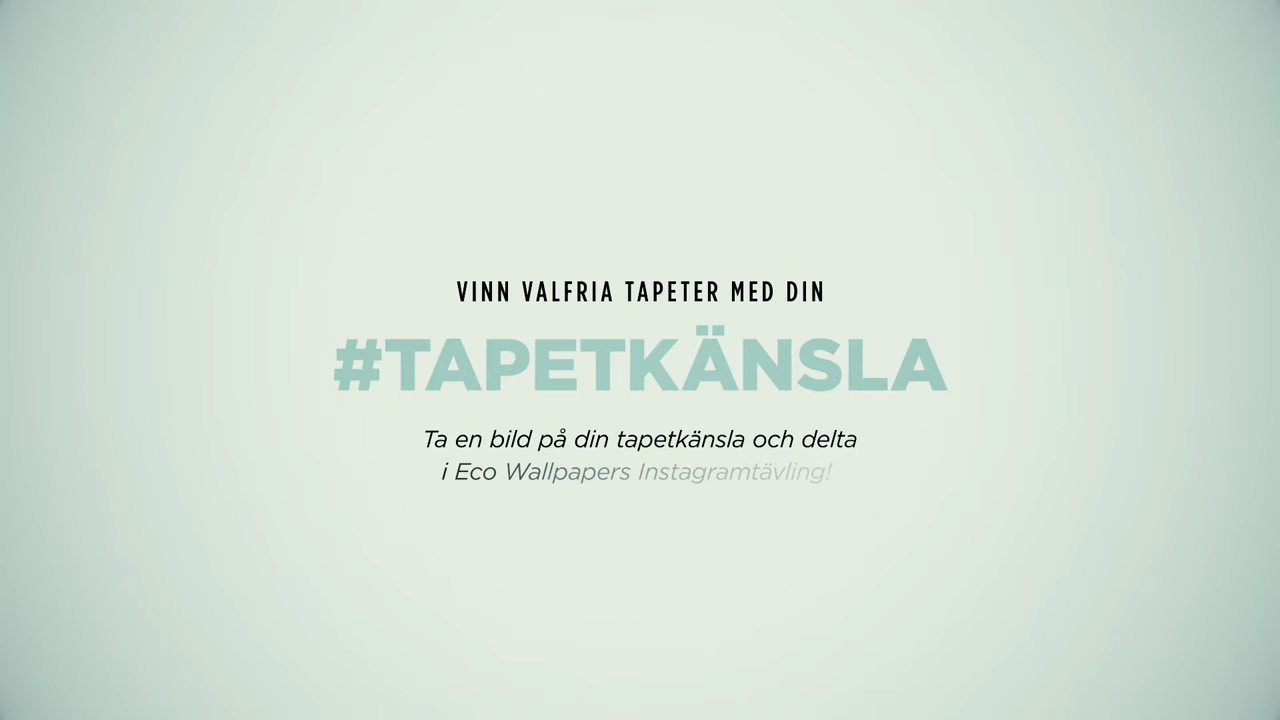 VINN VALFRIA TAPETER MED DIN
#TAPETKÄNSLA
Ta en bild på din tapetkänsla och delta
i Eco Wallpapers Instagramtävling!